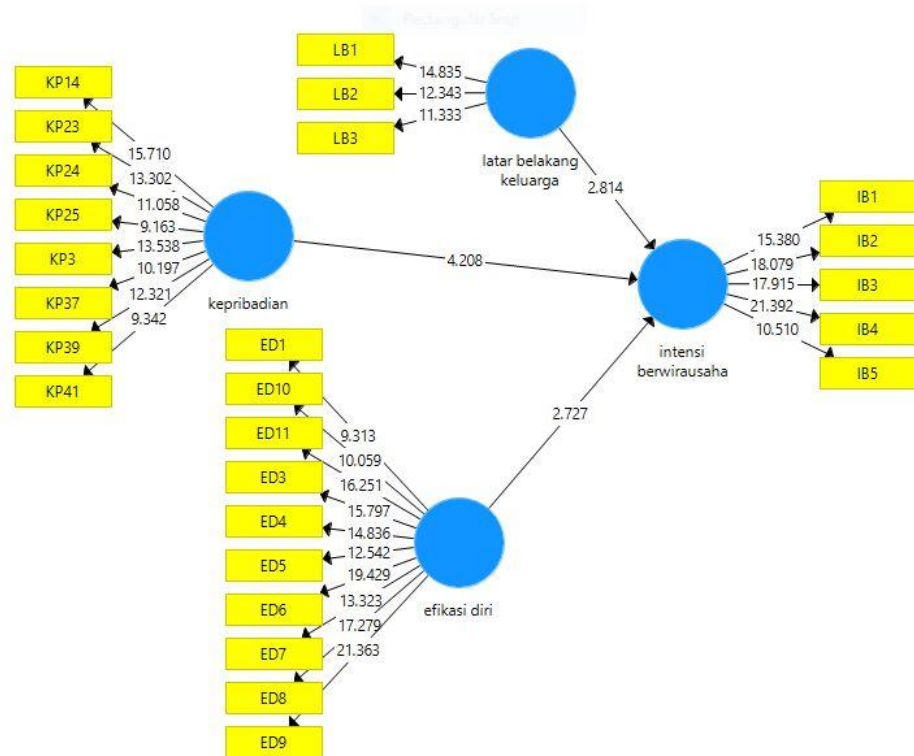 Rectangular Snip
LB1
LB2
LB3
14.835
12.343
11.333
latar belakang
keluarga
2.814
KP14
KP23
KP24
KP25
KP3
KP37
KP39
KP41
15.710
13.302
11.058
9.163
13.538
10.197
12.321
9.342
kepribadian
4.208
IB1
IB2
IB3
IB4
IB5
15.380
18.079
17.915
21.392
10.510
intensi
berwirausaha
2.727
ED1
ED10
ED11
ED3
ED4
ED5
ED6
ED7
ED8
ED9
9.313
10.059
16.251
15.797
14.836
12.542
19.429
13.323
17.279
21.363
efikasi diri